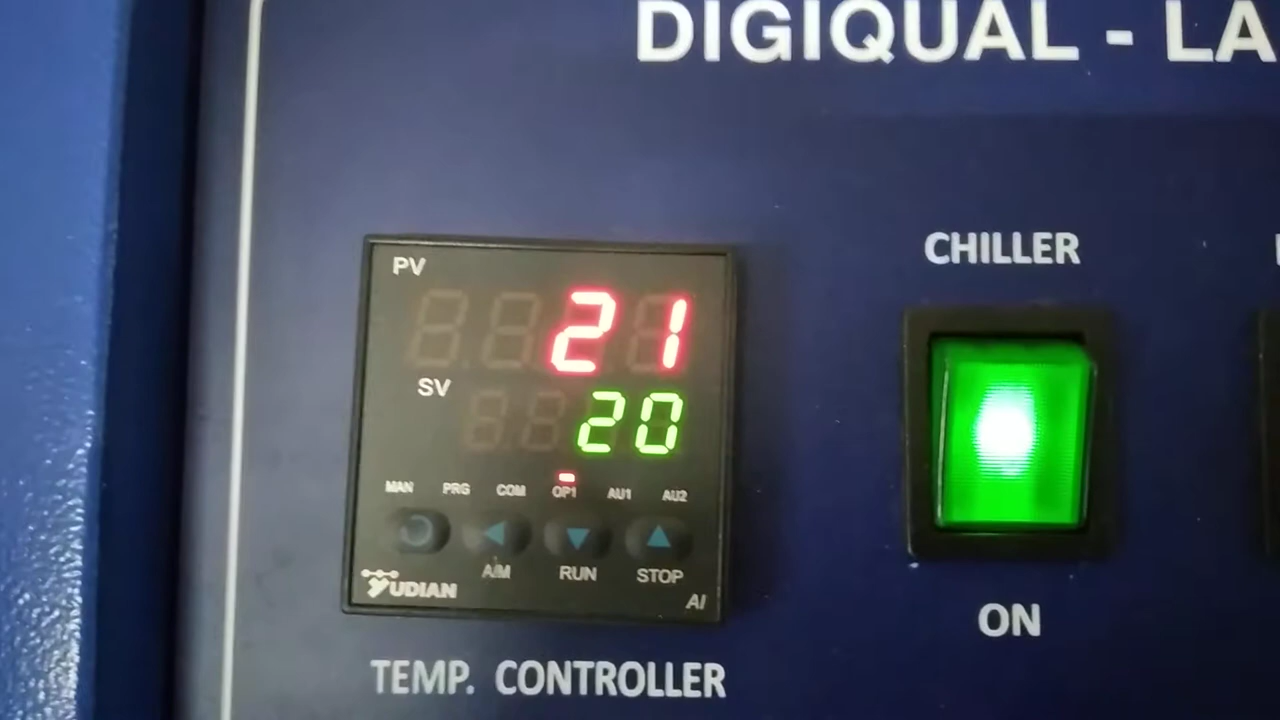 DIGIQUAL - LA
PV
21
SV
20
MAN PRG COM OP1 AU1 AU2
A/M RUN STOP
YUDIAN AI
TEMP. CONTROLLER
CHILLER
ON